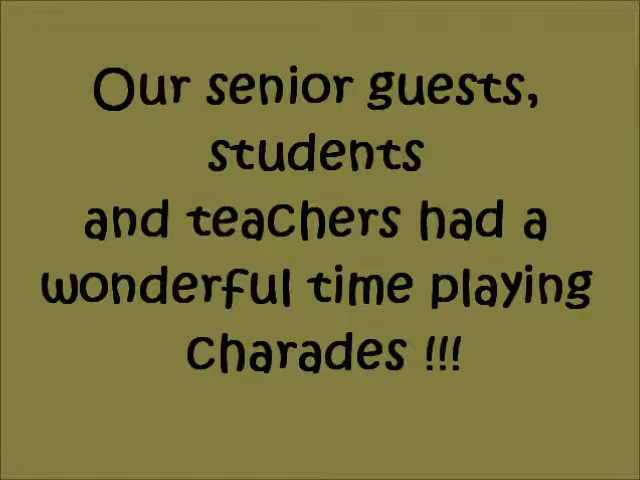 Our senior guests,
students
and teachers had a
wonderful time playing
charades !!!